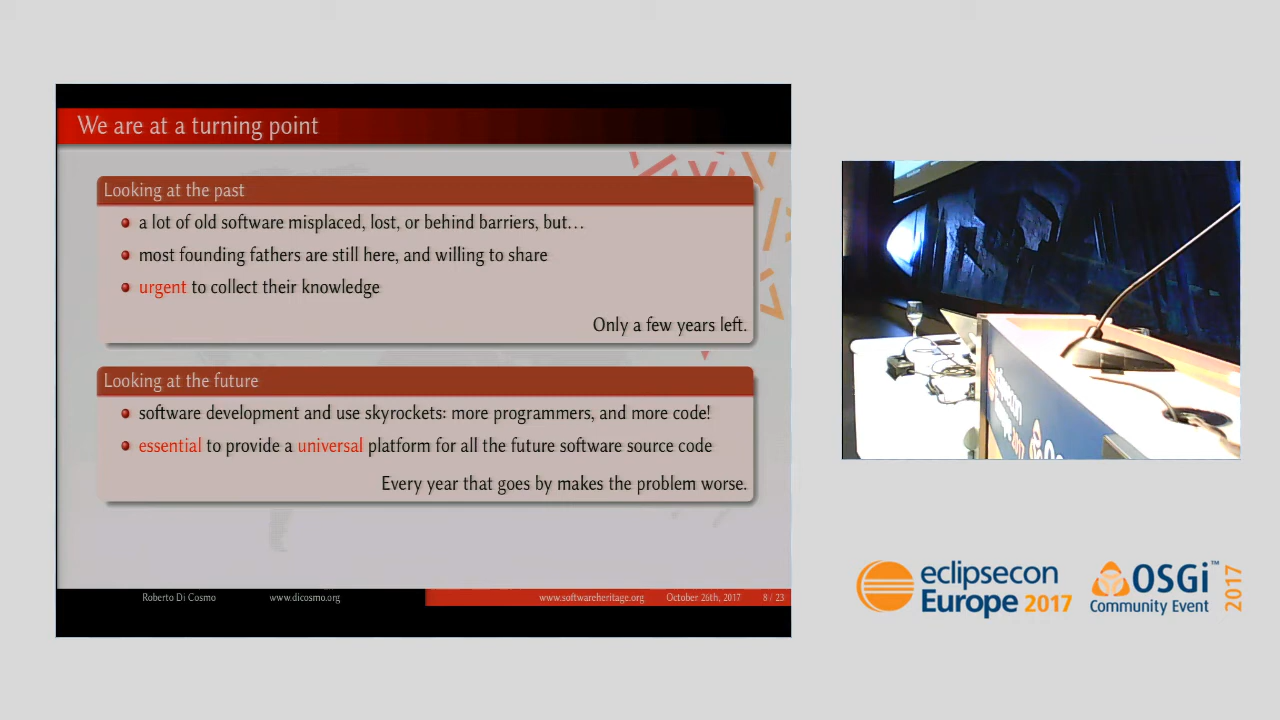 We are at a turning point
Looking at the past
a lot of old software misplaced, lost, or behind barriers, but…
most founding fathers are still here, and willing to share
urgent to collect their knowledge
Only a few years left.
Looking at the future
software development and use skyrockets: more programmers, and more code!
essential to provide a universal platform for all the future software source code
Every year that goes by makes the problem worse.
Roberto Di Cosmo www.dicosmo.org www.softwareheritage.org October 26th, 2017 8 / 23
eclipsecon
Europe 2017
OSGi™
Community Event
2017